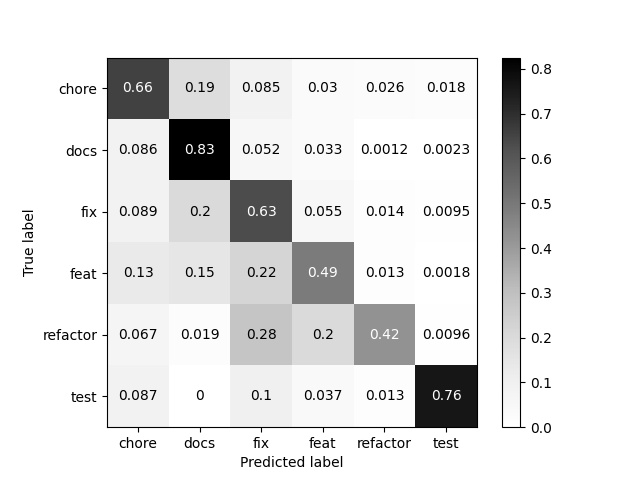 chore 0.66 0.19 0.085 0.03 0.026 0.018
docs 0.086 0.83 0.052 0.033 0.0012 0.0023
fix 0.089 0.2 0.63 0.055 0.014 0.0095
feat 0.13 0.15 0.22 0.49 0.013 0.0018
refactor 0.067 0.019 0.28 0.2 0.42 0.0096
test 0.087 0 0.1 0.037 0.013 0.76
chore docs fix feat refactor test
Predicted label
True label
0.8
0.7
0.6
0.5
0.4
0.3
0.2
0.1
0.0